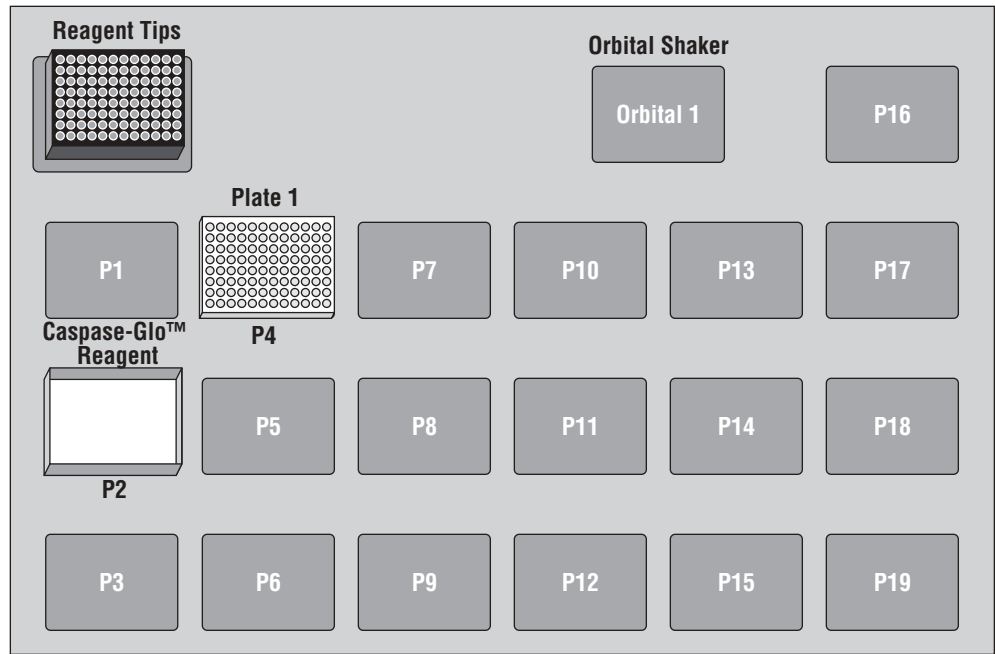 Reagent Tips
Orbital Shaker
Orbital 1
P16
Plate 1
P1
P7
P10
P13
P17
Caspase-Glo™
Reagent
P4
P5
P8
P11
P14
P18
P2
P3
P6
P9
P12
P15
P19